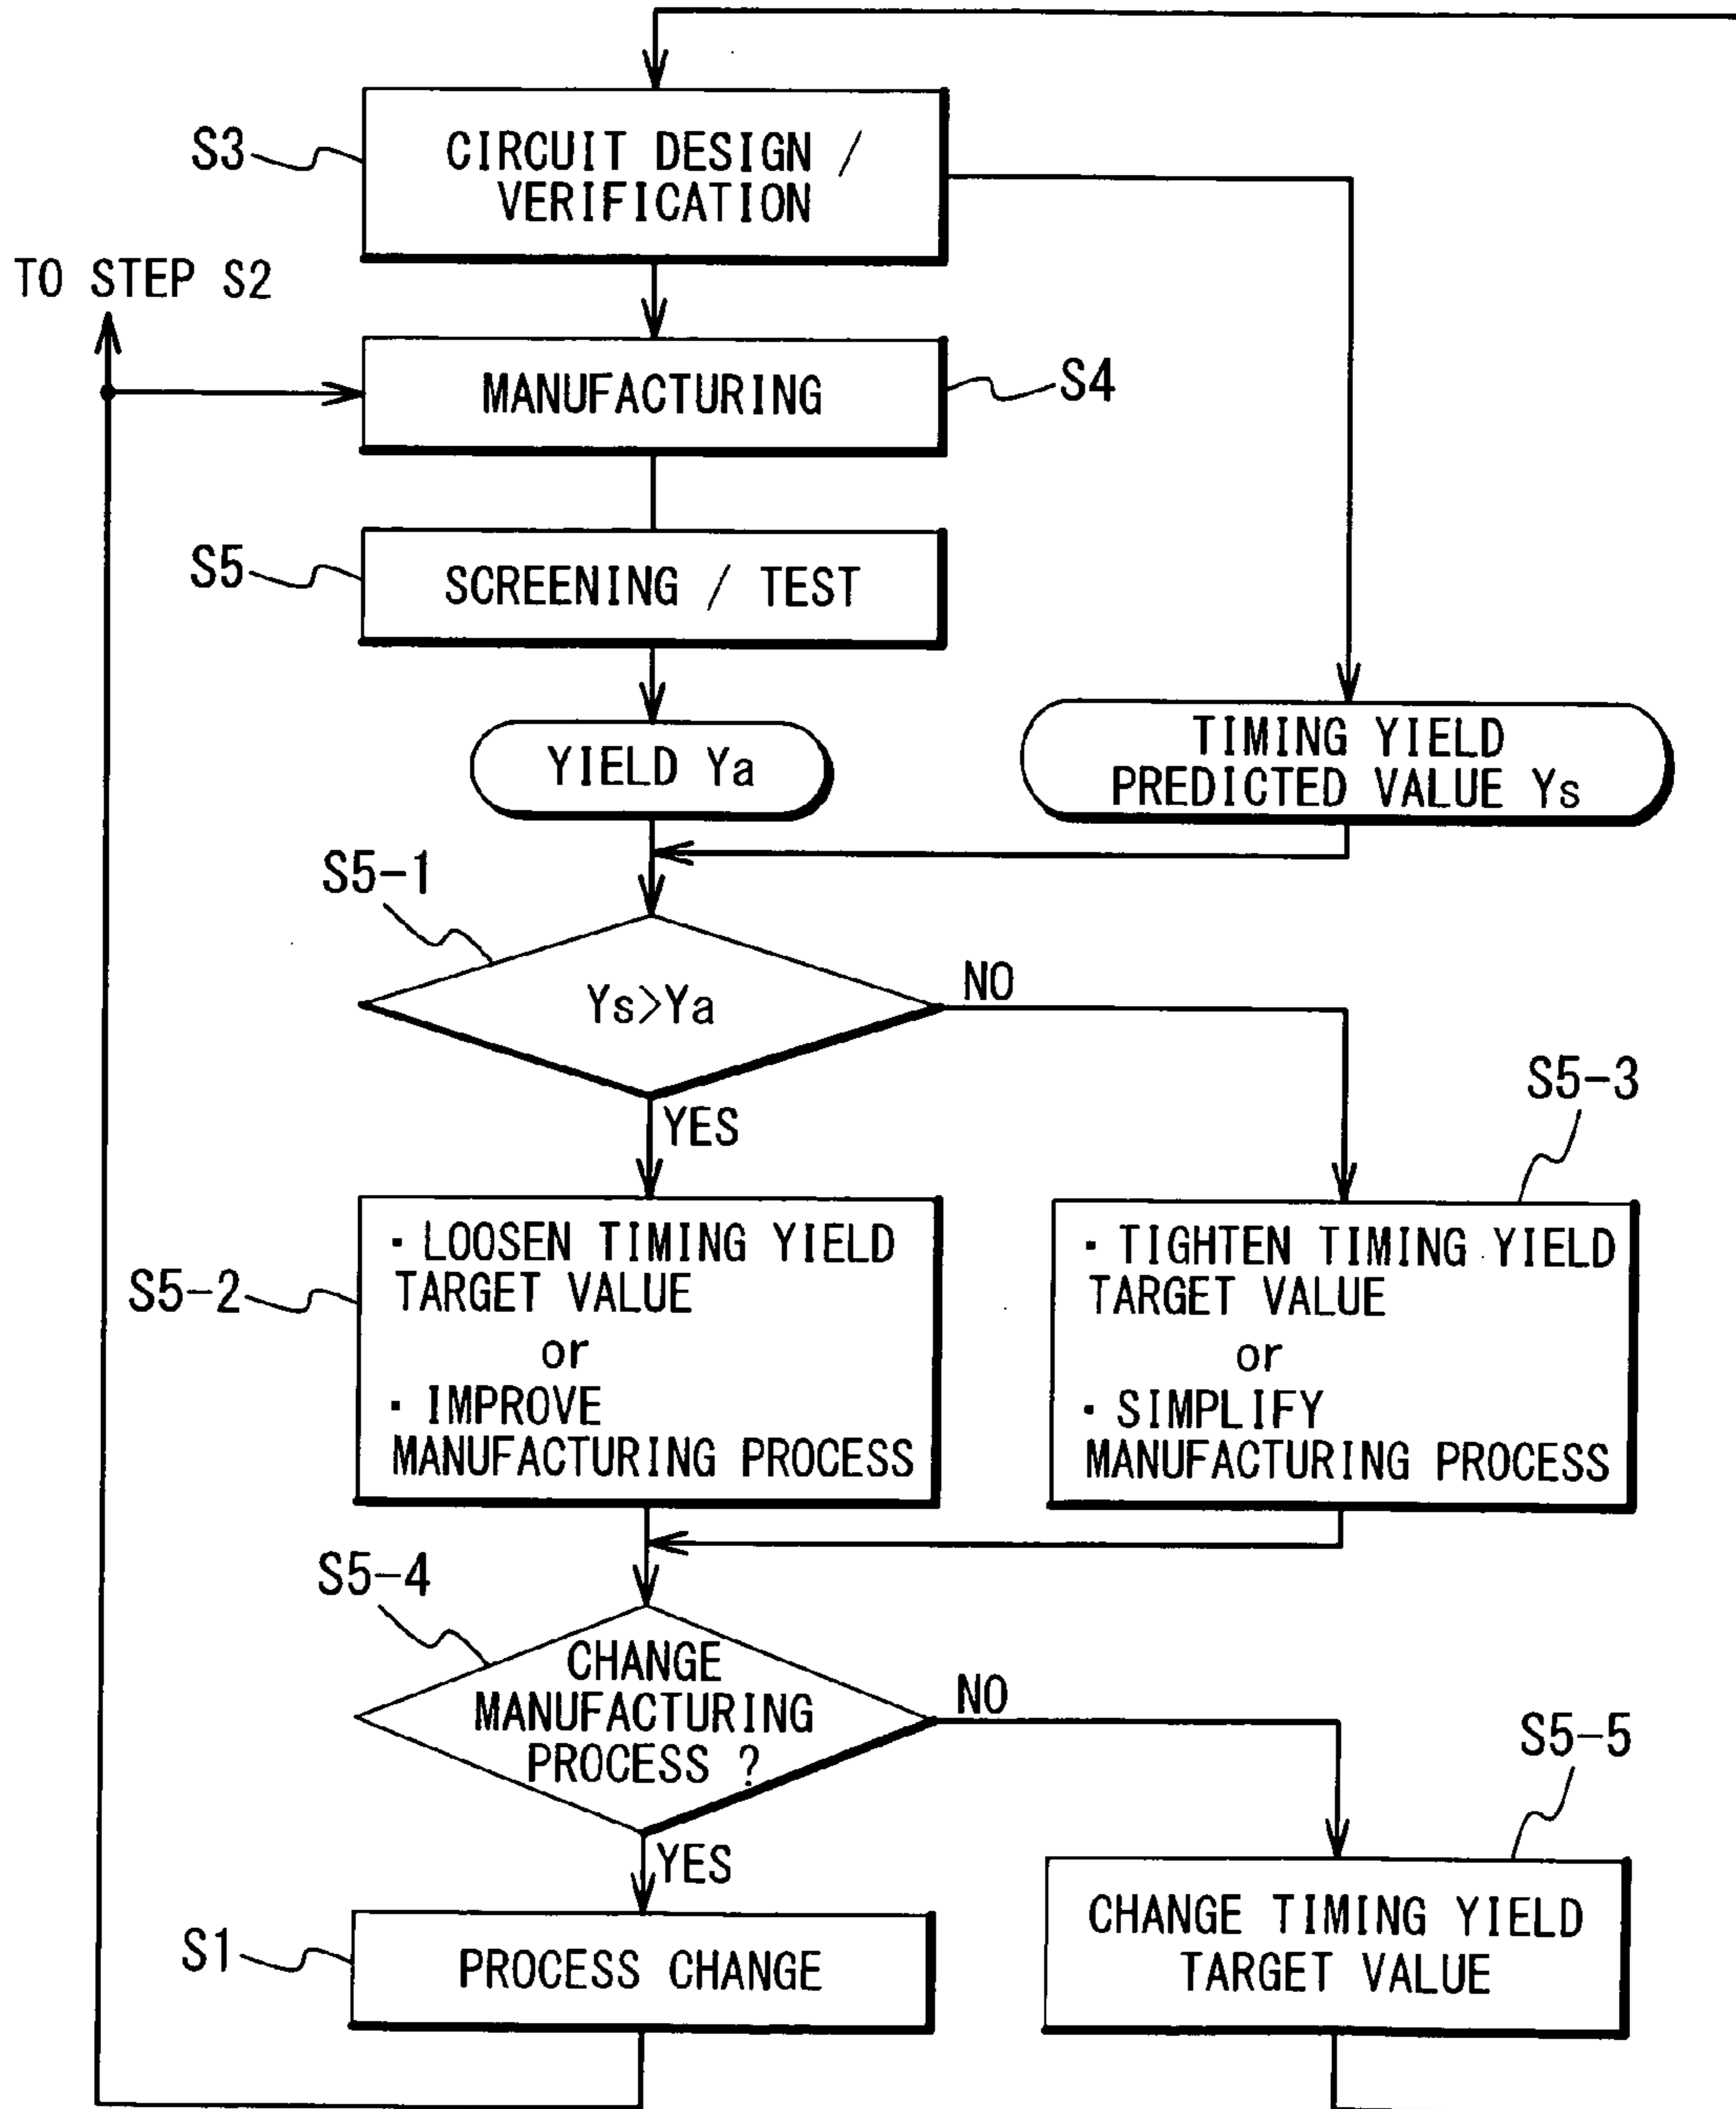 S3
CIRCUIT DESIGN /
VERIFICATION
TO STEP S2
MANUFACTURING
S4
S5
SCREENING / TEST
YIELD Ya
TIMING YIELD
PREDICTED VALUE Ys
S5-1
Ys>Ya
NO
YES
S5-3
S5-2
· LOOSEN TIMING YIELD
TARGET VALUE
or
· IMPROVE
MANUFACTURING PROCESS
· TIGHTEN TIMING YIELD
TARGET VALUE
or
· SIMPLIFY
MANUFACTURING PROCESS
S5-4
CHANGE
MANUFACTURING
PROCESS ?
NO
YES
S5-5
S1
PROCESS CHANGE
CHANGE TIMING YIELD
TARGET VALUE